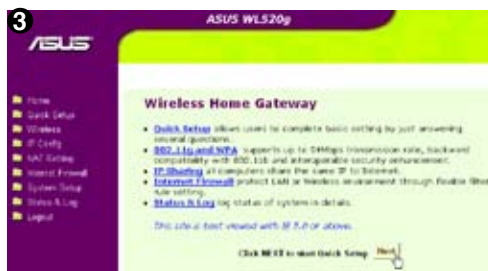 3
ASUS WL520g
ASUS
Home
Quick Setup
Wireless
IP Config
NAT Setting
Internet Firewall
System Setup
Status & Log
Logout
Wireless Home Gateway
Quick Setup allows users to complete basic setting by just answering
several questions.
802.11g and WPA supports up to 54Mbps transmission rate, backward
compatibility with 802.11b and interoperable security enhancement.
IP Sharing all computers share the same IP to Internet.
Internet Firewall protect LAN or Wireless environment through flexible filter
rule setting.
Status & Log log status of system in details.
This site is best viewed with IE 5.0 or above.
Click NEXT to start Quick Setup Next